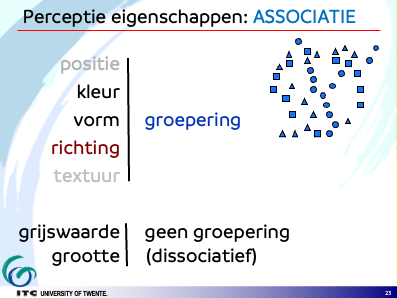 Perceptie eigenschappen: ASSOCIATIE
positie
kleur
vorm groepering
richting
textuur
grijswaarde geen groepering
grootte (dissociatief)
ITC UNIVERSITY OF TWENTE. 23